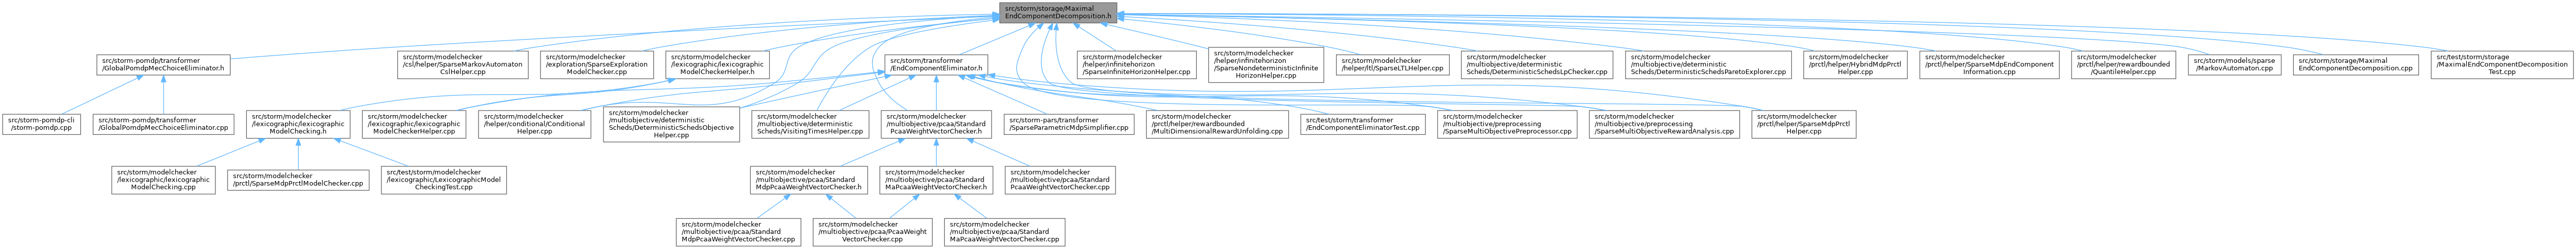 src/storm/storage/Maximal
EndComponentDecomposition.h
src/storm-pomdp/transformer
/GlobalPomdpMecChoiceEliminator.h
src/storm/modelchecker
/csl/helper/SparseMarkovAutomaton
CslHelper.cpp
src/storm/modelchecker
/exploration/SparseExploration
ModelChecker.cpp
src/storm/modelchecker
/lexicographic/lexicographic
ModelCheckerHelper.h
src/storm/transformer
/EndComponentEliminator.h
src/storm/modelchecker
/helper/infinitehorizon
/SparseInfiniteHorizonHelper.cpp
src/storm/modelchecker
/helper/infinitehorizon
/SparseNondeterministicInfinite
HorizonHelper.cpp
src/storm/modelchecker
/helper/ltl/SparseLTLHelper.cpp
src/storm/modelchecker
/multiobjective/deterministic
Scheds/DeterministicSchedsLpChecker.cpp
src/storm/modelchecker
/multiobjective/deterministic
Scheds/DeterministicSchedsParetoExplorer.cpp
src/storm/modelchecker
/prctl/helper/HybridMdpPrctl
Helper.cpp
src/storm/modelchecker
/prctl/helper/SparseMdpEndComponent
Information.cpp
src/storm/modelchecker
/prctl/helper/rewardbounded
/QuantileHelper.cpp
src/storm/models/sparse
/MarkovAutomaton.cpp
src/storm/storage/Maximal
EndComponentDecomposition.cpp
src/test/storm/storage
/MaximalEndComponentDecomposition
Test.cpp
src/storm-pomdp-cli
/storm-pomdp.cpp
src/storm-pomdp/transformer
/GlobalPomdpMecChoiceEliminator.cpp
src/storm/modelchecker
/lexicographic/lexicographic
ModelChecking.h
src/storm/modelchecker
/lexicographic/lexicographic
ModelCheckerHelper.cpp
src/storm/modelchecker
/helper/conditional/Conditional
Helper.cpp
src/storm/modelchecker
/multiobjective/deterministic
Scheds/DeterministicSchedsObjective
Helper.cpp
src/storm/modelchecker
/multiobjective/deterministic
Scheds/VisitingTimesHelper.cpp
src/storm/modelchecker
/multiobjective/pcaa/Standard
PcaaWeightVectorChecker.h
src/storm-pars/transformer
/SparseParametricMdpSimplifier.cpp
src/storm/modelchecker
/prctl/helper/rewardbounded
/MultiDimensionalRewardUnfolding.cpp
src/test/storm/transformer
/EndComponentEliminatorTest.cpp
src/storm/modelchecker
/multiobjective/preprocessing
/SparseMultiObjectivePreprocessor.cpp
src/storm/modelchecker
/multiobjective/preprocessing
/SparseMultiObjectiveRewardAnalysis.cpp
src/storm/modelchecker
/prctl/helper/SparseMdpPrctl
Helper.cpp
src/storm/modelchecker
/lexicographic/lexicographic
ModelChecking.cpp
src/storm/modelchecker
/prctl/SparseMdpPrctlModelChecker.cpp
src/test/storm/modelchecker
/lexicographic/LexicographicModel
CheckingTest.cpp
src/storm/modelchecker
/multiobjective/pcaa/Standard
MdpPcaaWeightVectorChecker.h
src/storm/modelchecker
/multiobjective/pcaa/Standard
MaPcaaWeightVectorChecker.h
src/storm/modelchecker
/multiobjective/pcaa/Standard
PcaaWeightVectorChecker.cpp
src/storm/modelchecker
/multiobjective/pcaa/Standard
MdpPcaaWeightVectorChecker.cpp
src/storm/modelchecker
/multiobjective/pcaa/PcaaWeight
VectorChecker.cpp
src/storm/modelchecker
/multiobjective/pcaa/Standard
MaPcaaWeightVectorChecker.cpp